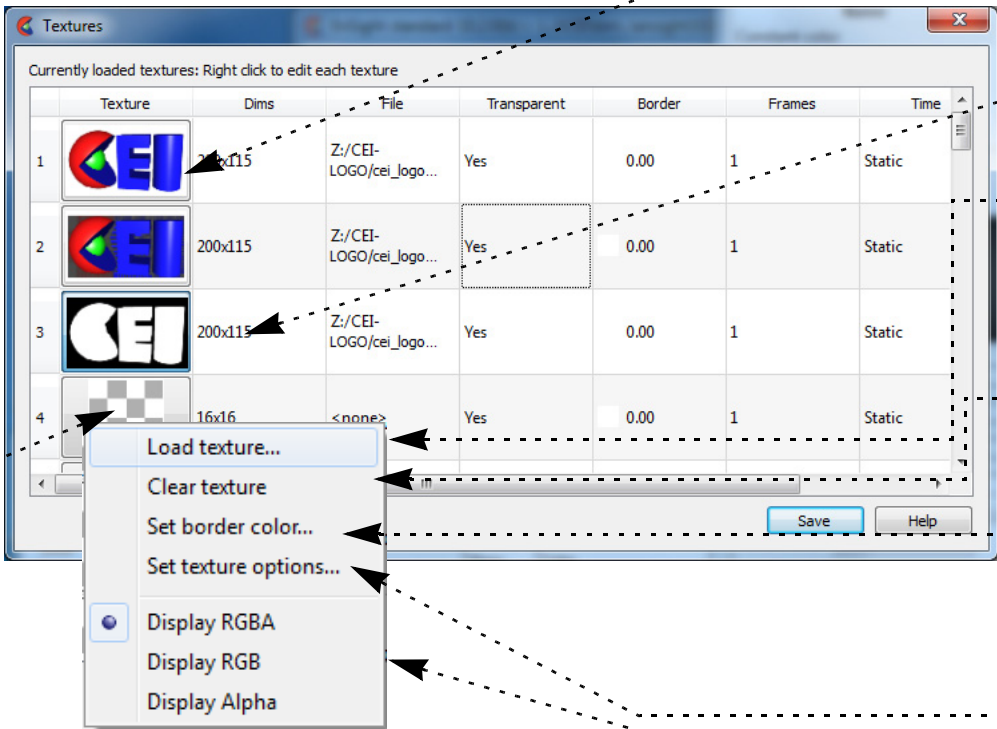 Textures
Currently loaded textures: Right click to edit each texture
Texture Dims File Transparent Border Frames Time
1 CEI Z:/CEI-
LOGO/cei_logo... Yes 0.00 1 Static
2 CEI 200x115 Z:/CEI-
LOGO/cei_logo... Yes 0.00 1 Static
3 CEI 200x115 Z:/CEI-
LOGO/cei_logo... Yes 0.00 1 Static
4 16x16 <none> Yes 0.00 1 Static
Load texture...
Clear texture
Set border color...
Set texture options...
Display RGBA
Display RGB
Display Alpha
Save Help